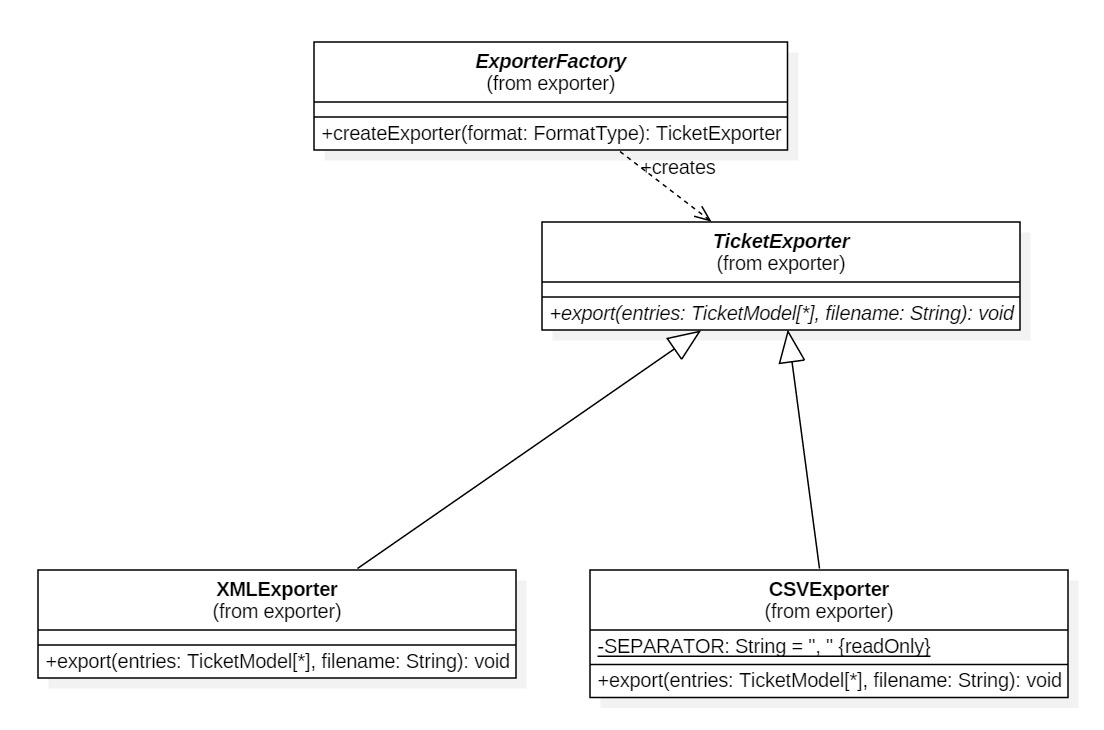 ExporterFactory
(from exporter)
+createExporter(format: FormatType): TicketExporter
+creates
TicketExporter
(from exporter)
+export(entries: TicketModel[*], filename: String): void
XMLExporter
(from exporter)
+export(entries: TicketModel[*], filename: String): void
CSVExporter
(from exporter)
-SEPARATOR: String = ", " {readOnly}
+export(entries: TicketModel[*], filename: String): void